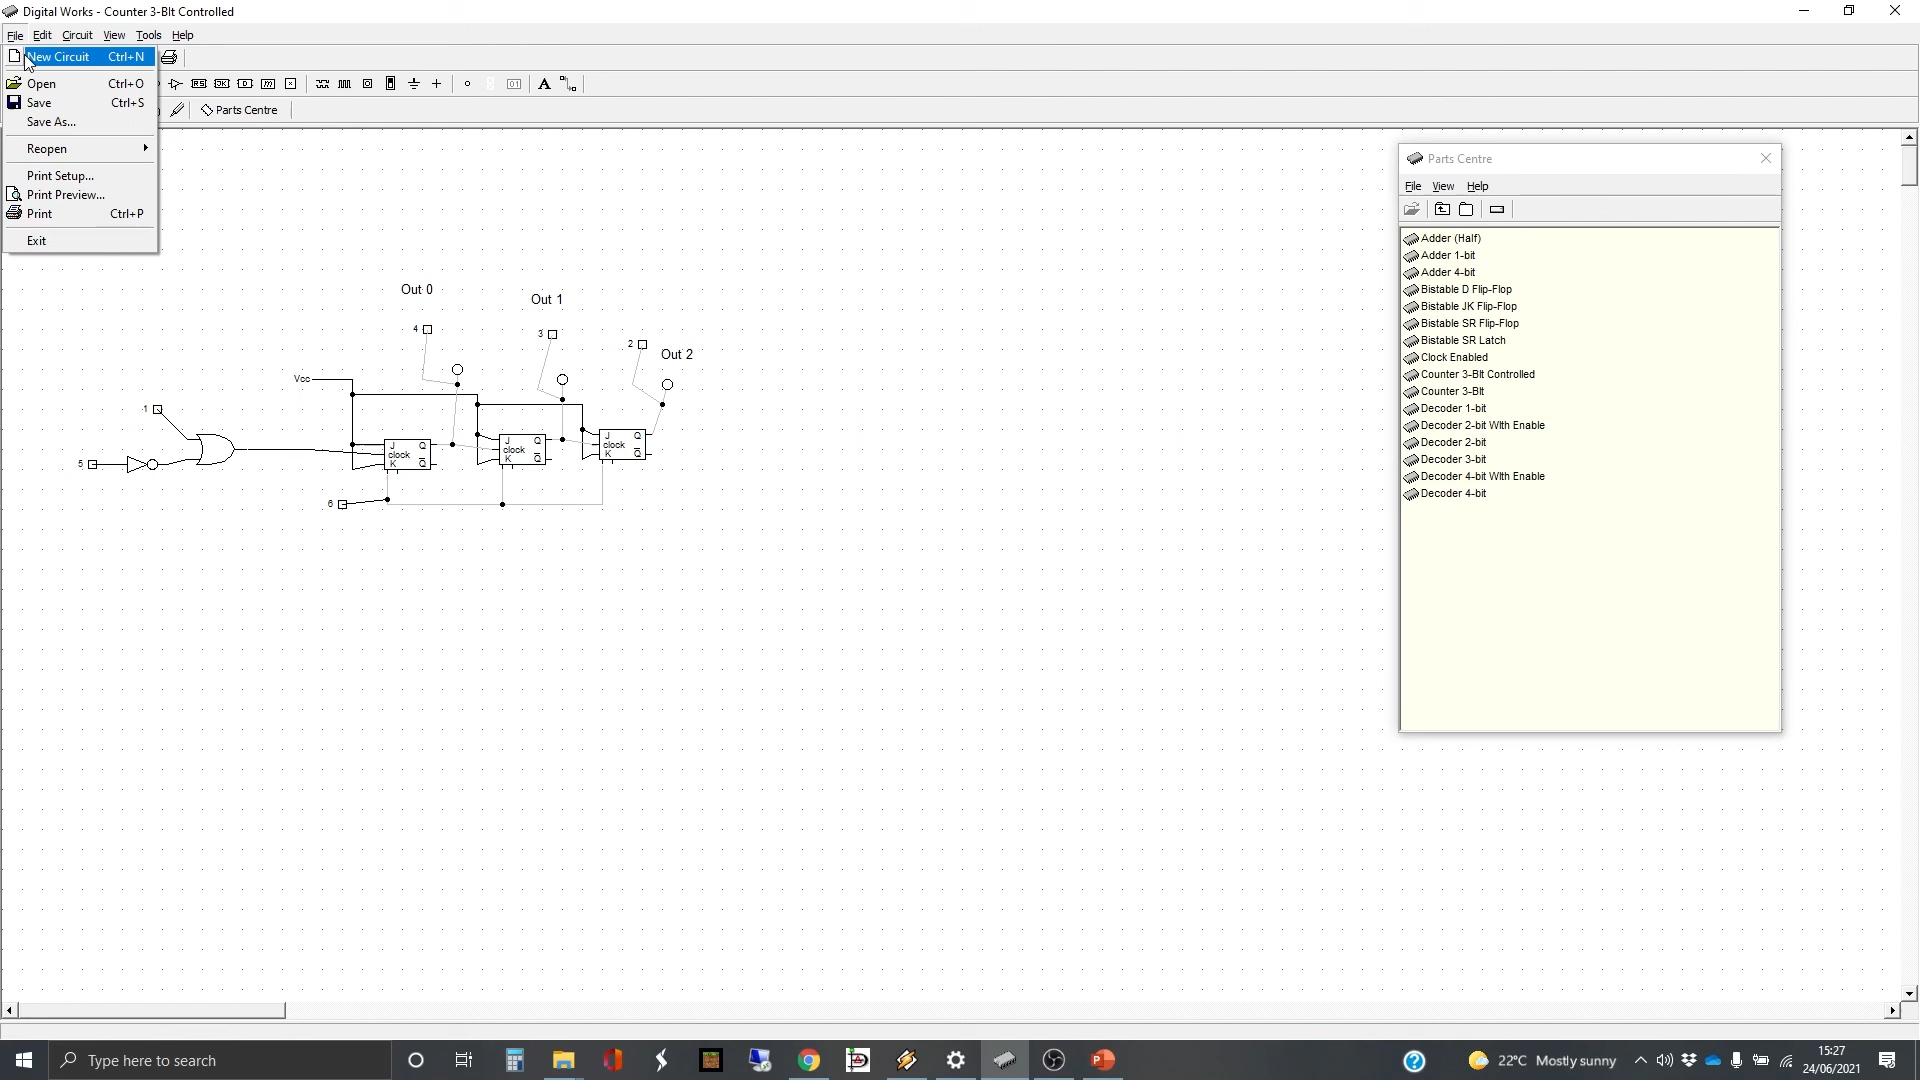 Digital Works - Counter 3-BIt Controlled
File Edit Circuit View Tools Help
New Circuit Ctrl+N
Open Ctrl+O
Save Ctrl+S
Save As...
Reopen
Print Setup...
Print Preview...
Print Ctrl+P
Exit
RS JK D m 01 A
Parts Centre
Parts Centre
File View Help
Adder (Half)
Adder 1-bit
Adder 4-bit
Bistable D Flip-Flop
Bistable JK Flip-Flop
Bistable SR Flip-Flop
Bistable SR Latch
Clock Enabled
Counter 3-BIt Controlled
Counter 3-BIt
Decoder 1-bit
Decoder 2-bit WIth Enable
Decoder 2-bit
Decoder 3-bit
Decoder 4-bit WIth Enable
Decoder 4-bit
Out 0
Out 1
Out 2
4
3
2
Vcc
1
5
6
J Q
clock
K Q
J Q
clock
K Q
J Q
clock
K Q
Type here to search
22°C Mostly sunny
15:27
24/06/2021